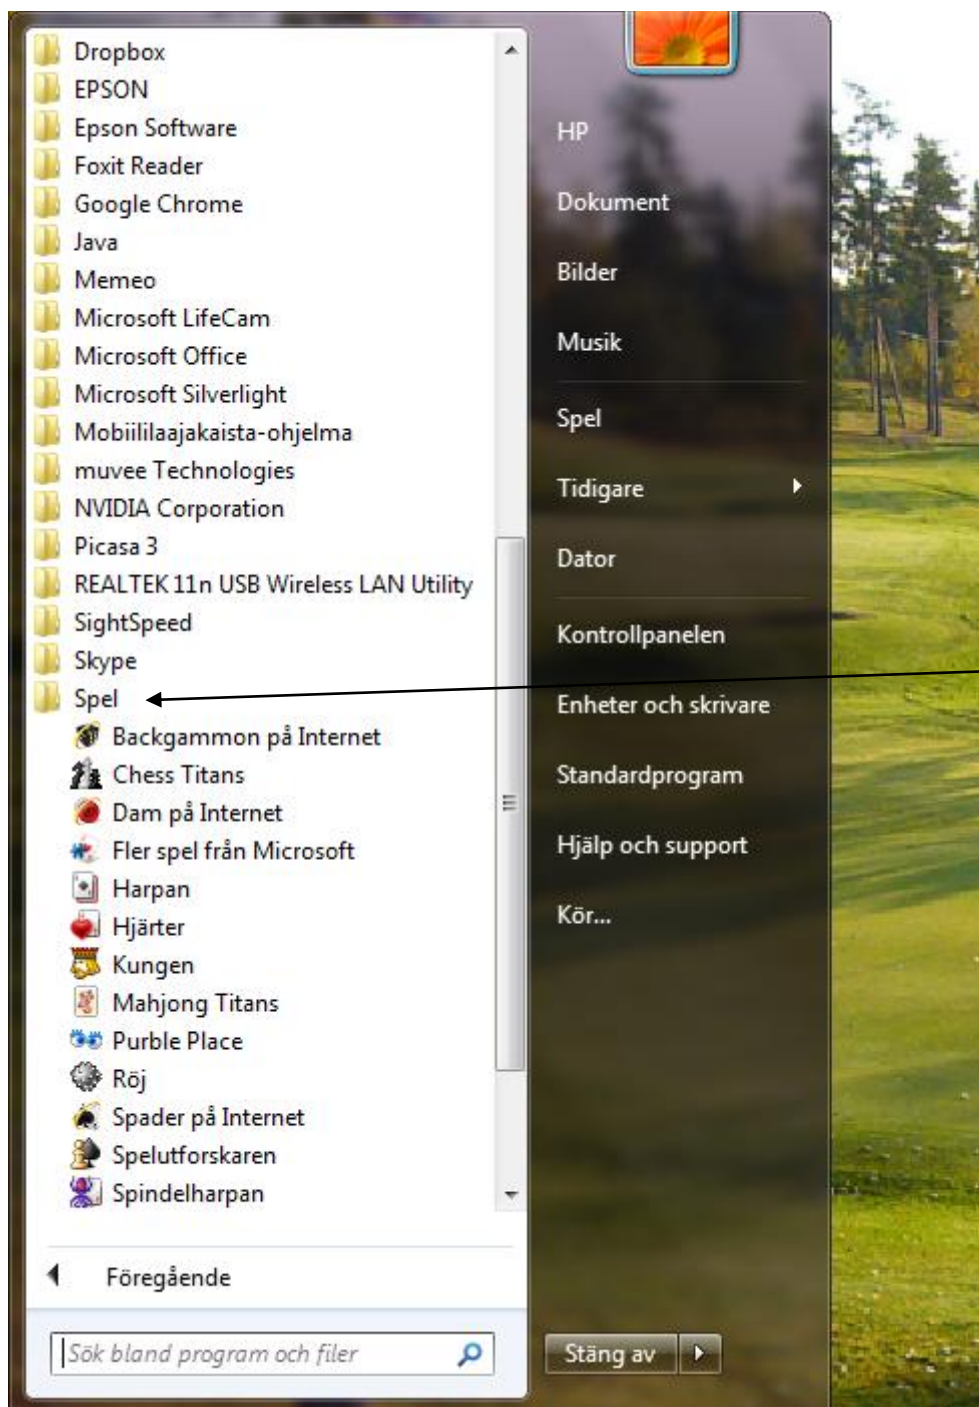 Dropbox
EPSON
Epson Software
Foxit Reader
Google Chrome
Java
Memeo
Microsoft LifeCam
Microsoft Office
Microsoft Silverlight
Mobiililaajakaista-ohjelma
muvee Technologies
NVIDIA Corporation
Picasa 3
REALTEK 11n USB Wireless LAN Utility
SightSpeed
Skype
Spel
Backgammon på Internet
Chess Titans
Dam på Internet
Fler spel från Microsoft
Harpan
Hjärter
Kungen
Mahjong Titans
Purble Place
Röj
Spader på Internet
Spelutforskaren
Spindelharpan
Föregående
Sök bland program och filer
HP
Dokument
Bilder
Musik
Spel
Tidigare
Dator
Kontrollpanelen
Enheter och skrivare
Standardprogram
Hjälp och support
Kör...
Stäng av